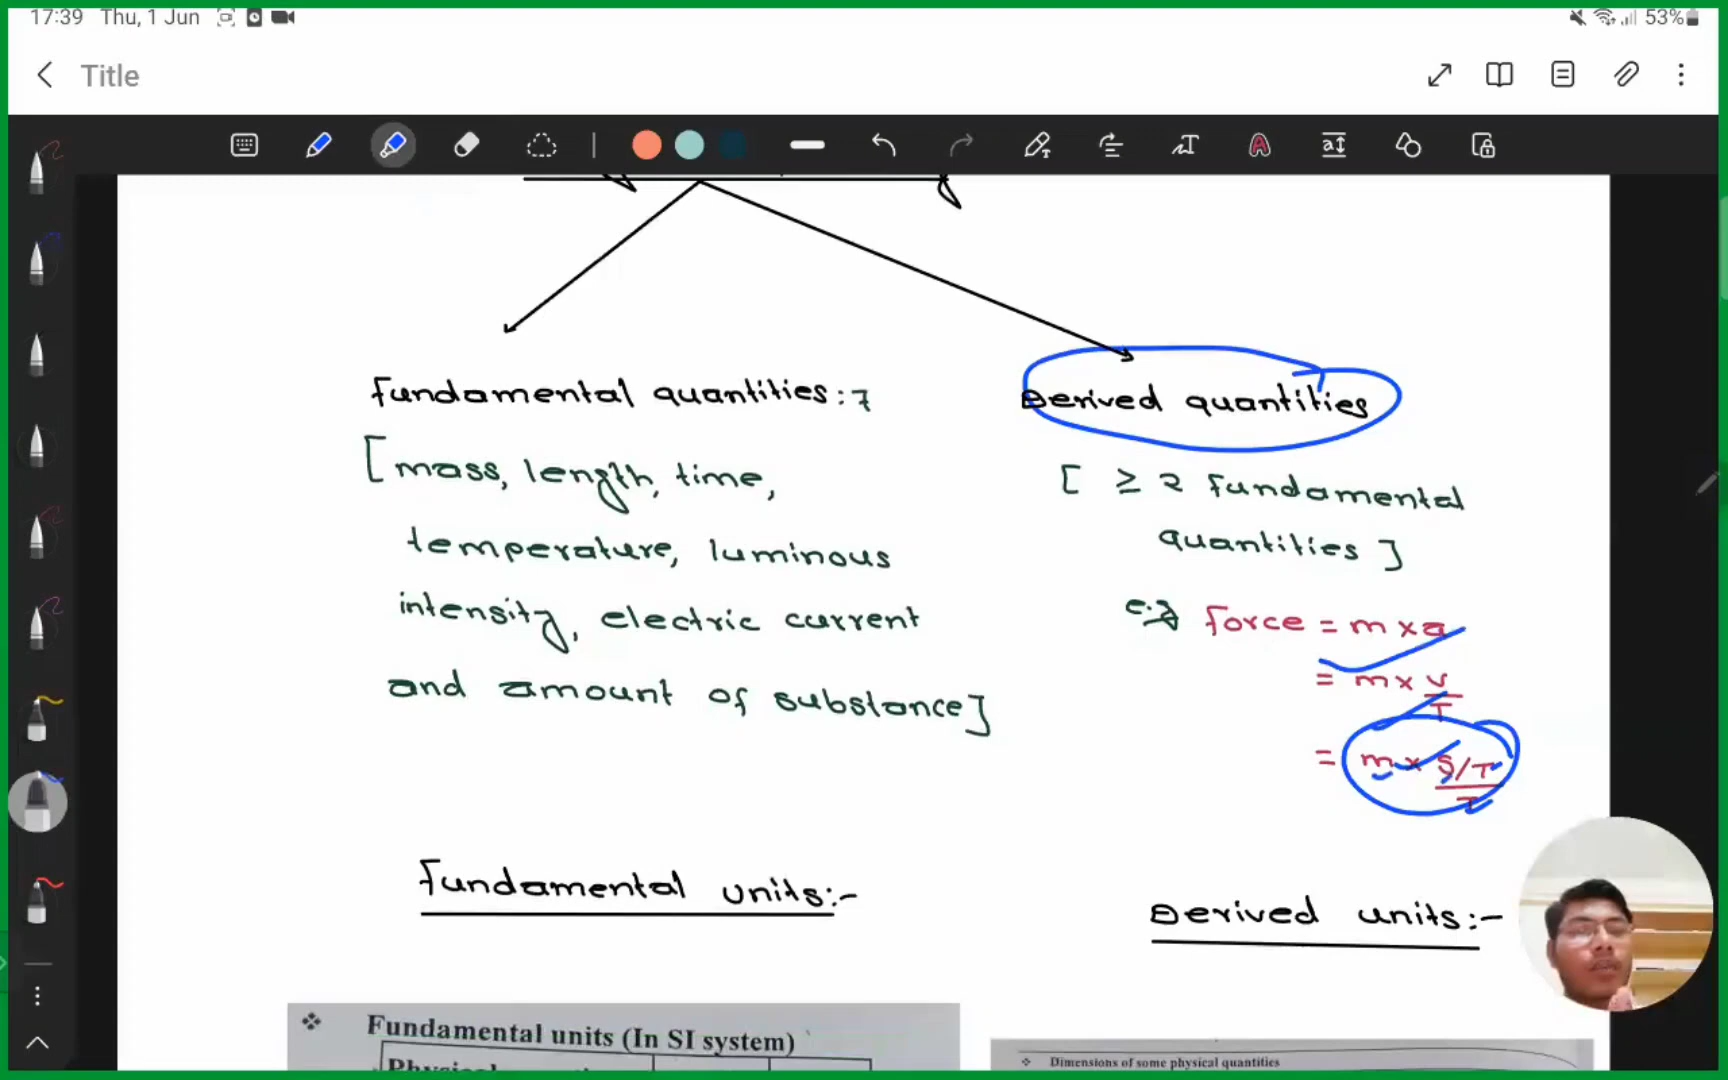 17:39 Thu, 1 Jun
53%
Title
Fundamental quantities: 7
[mass, length, time,
temperature, luminous
intensity, electric current
and amount of substance]
Derived quantities
[ ≥ 2 fundamental
quantities ]
e.g force = m × a
= m × v/T
= m × S/T/T
Fundamental units:-
Derived units:-
❖ Fundamental units (In SI system)
❖ Dimensions of some physical quantities